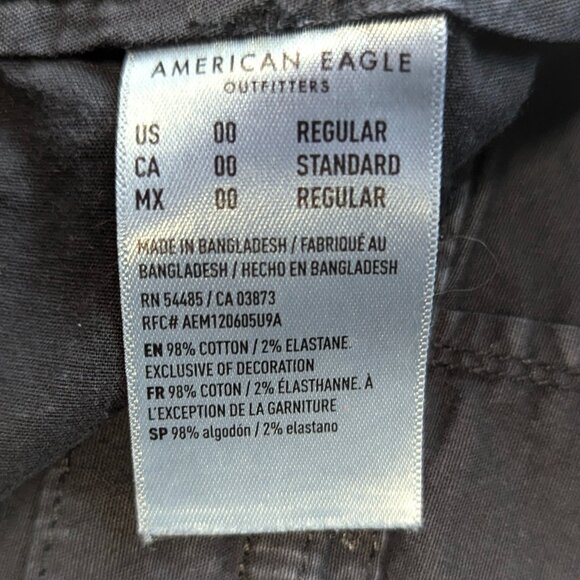 AMERICAN EAGLE
OUTFITTERS
US 00 REGULAR
CA 00 STANDARD
MX 00 REGULAR
MADE IN BANGLADESH / FABRIQUÉ AU
BANGLADESH / HECHO EN BANGLADESH
RN 54485 / CA 03873
RFC# AEM120605U9A
EN 98% COTTON / 2% ELASTANE.
EXCLUSIVE OF DECORATION
FR 98% COTON / 2% ÉLASTHANNE. À
L'EXCEPTION DE LA GARNITURE
SP 98% algodón / 2% elastano